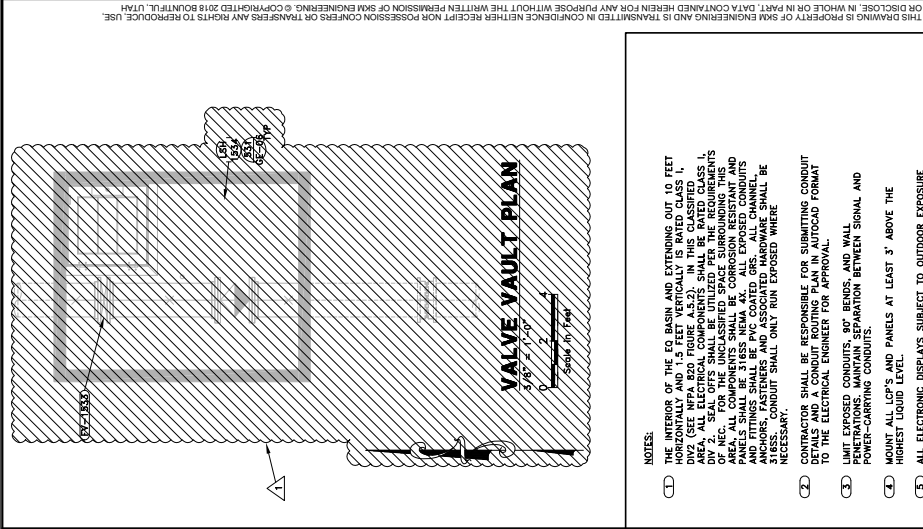 THIS DRAWING IS PROPERTY OF SKM ENGINEERING AND IS TRANSMITTED IN CONFIDENCE NEITHER RECEIPT NOR POSSESSION CONFERS OR TRANSFERS ANY RIGHTS TO REPRODUCE, USE,
OR DISCLOSE, IN WHOLE OR IN PART, DATA CONTAINED HEREIN FOR ANY PURPOSE WITHOUT THE WRITTEN PERMISSION OF SKM ENGINEERING. © COPYRIGHTED 2018 BOUNTIFUL, UTAH
FV-1533
LSH
1534
531
GE-06
TYP
1
VALVE VAULT PLAN
3/8" = 1'-0"
0 2 4
Scale In Feet
NOTES:
1 THE INTERIOR OF THE EQ BASIN AND EXTENDING OUT 10 FEET
HORIZONTALLY AND 1.5 FEET VERTICALLY IS RATED CLASS I,
DIV2 (SEE NFPA 820 FIGURE A.5.2). IN THIS CLASSIFIED
AREA, ALL ELECTRICAL COMPONENTS SHALL BE RATED CLASS I,
DIV 2. SEAL OFFS SHALL BE UTILIZED PER THE REQUIREMENTS
OF NEC. FOR THE UNCLASSIFIED SPACE SURROUNDING THIS
AREA, ALL COMPONENTS SHALL BE CORROSION RESISTANT AND
PANELS SHALL BE 316SS NEMA 4X. ALL EXPOSED CONDUITS
AND FITTINGS SHALL BE PVC COATED GRS. ALL CHANNEL,
ANCHORS, FASTENERS AND ASSOCIATED HARDWARE SHALL BE
316SS. CONDUIT SHALL ONLY RUN EXPOSED WHERE
NECESSARY.
2 CONTRACTOR SHALL BE RESPONSIBLE FOR SUBMITTING CONDUIT
DETAILS AND A CONDUIT ROUTING PLAN IN AUTOCAD FORMAT
TO THE ELECTRICAL ENGINEER FOR APPROVAL.
3 LIMIT EXPOSED CONDUITS, 90° BENDS, AND WALL
PENETRATIONS. MAINTAIN SEPARATION BETWEEN SIGNAL AND
POWER-CARRYING CONDUITS.
4 MOUNT ALL LCP'S AND PANELS AT LEAST 3' ABOVE THE
HIGHEST LIQUID LEVEL.
5 ALL ELECTRONIC DISPLAYS SUBJECT TO OUTDOOR EXPOSURE